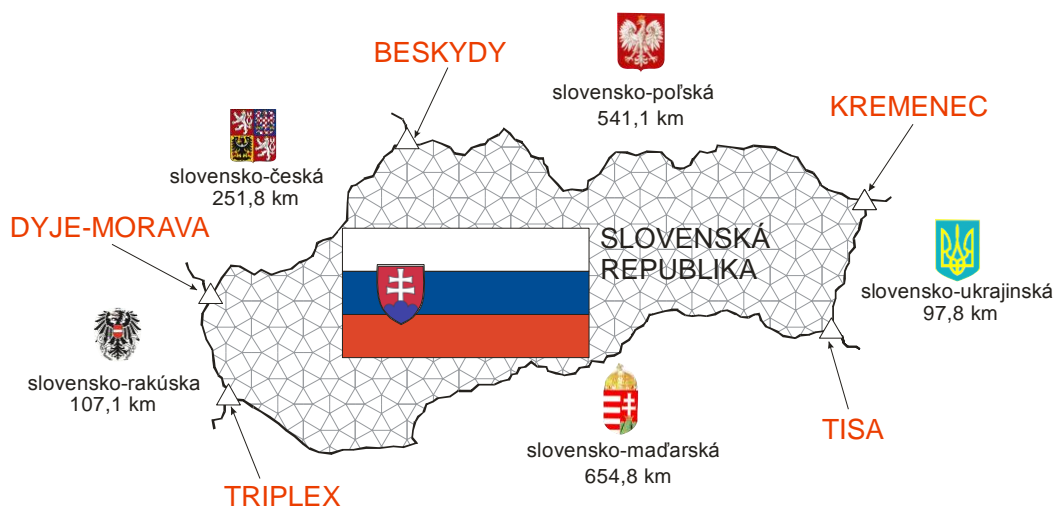 BESKYDY
slovensko-poľská
541,1 km
KREMENEC
slovensko-česká
251,8 km
DYJE-MORAVA
SLOVENSKÁ
REPUBLIKA
slovensko-ukrajinská
97,8 km
slovensko-rakúska
107,1 km
TISA
slovensko-maďarská
654,8 km
TRIPLEX